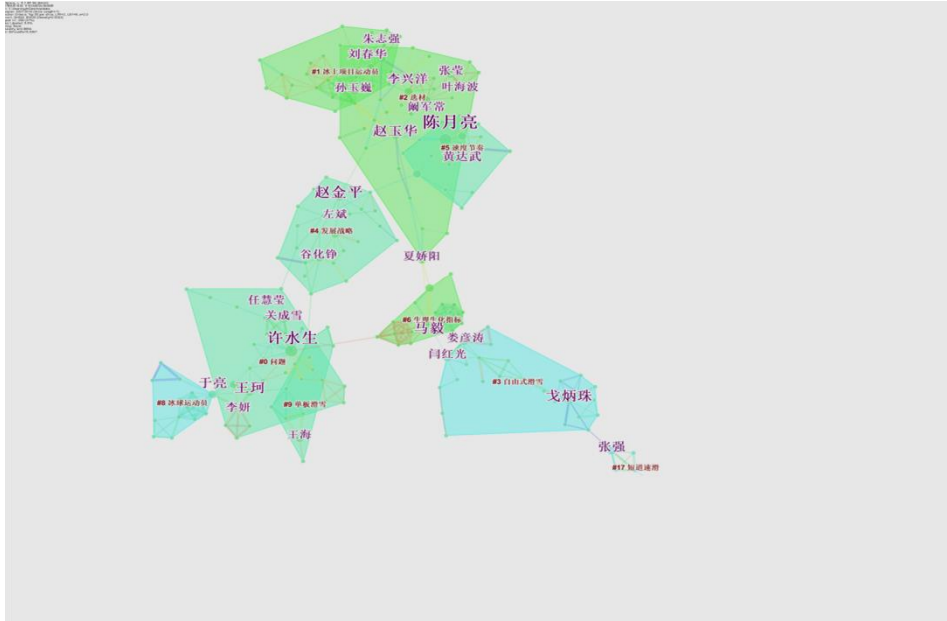 朱志强
刘春华
#1 冰上项目运动员
张莹
李兴洋
孙玉巍
叶海波
#2 选材
阚军常
陈月亮
赵玉华
#5 速度节奏
黄达武
赵金平
左斌
#4 发展战略
谷化铮
夏娇阳
任慧莹
关成雪
#6 生理生化指标
马毅
许水生
娄彦涛
闫红光
#0 问题
于亮
王珂
#3 自由式滑雪
戈炳珠
#8 冰球运动员
李妍
#9 单板滑雪
王海
张强
#17 短道速滑